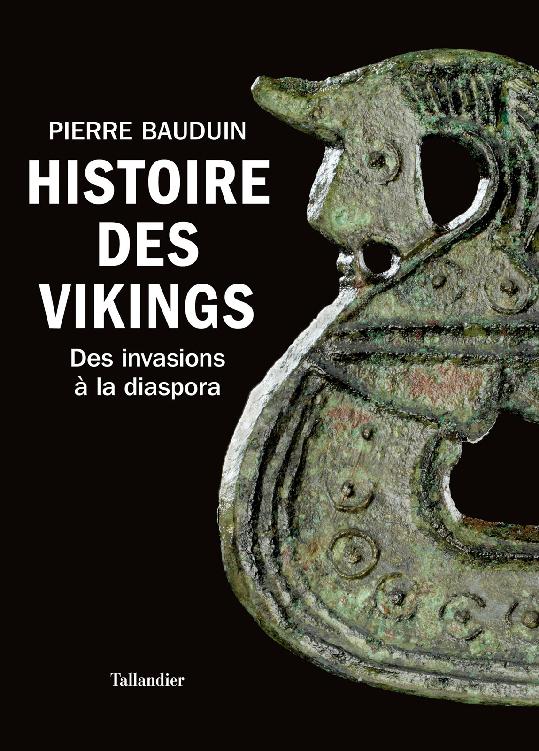 PIERRE BAUDUIN
HISTOIRE
DES
VIKINGS
Des invasions
à la diaspora
Tallandier